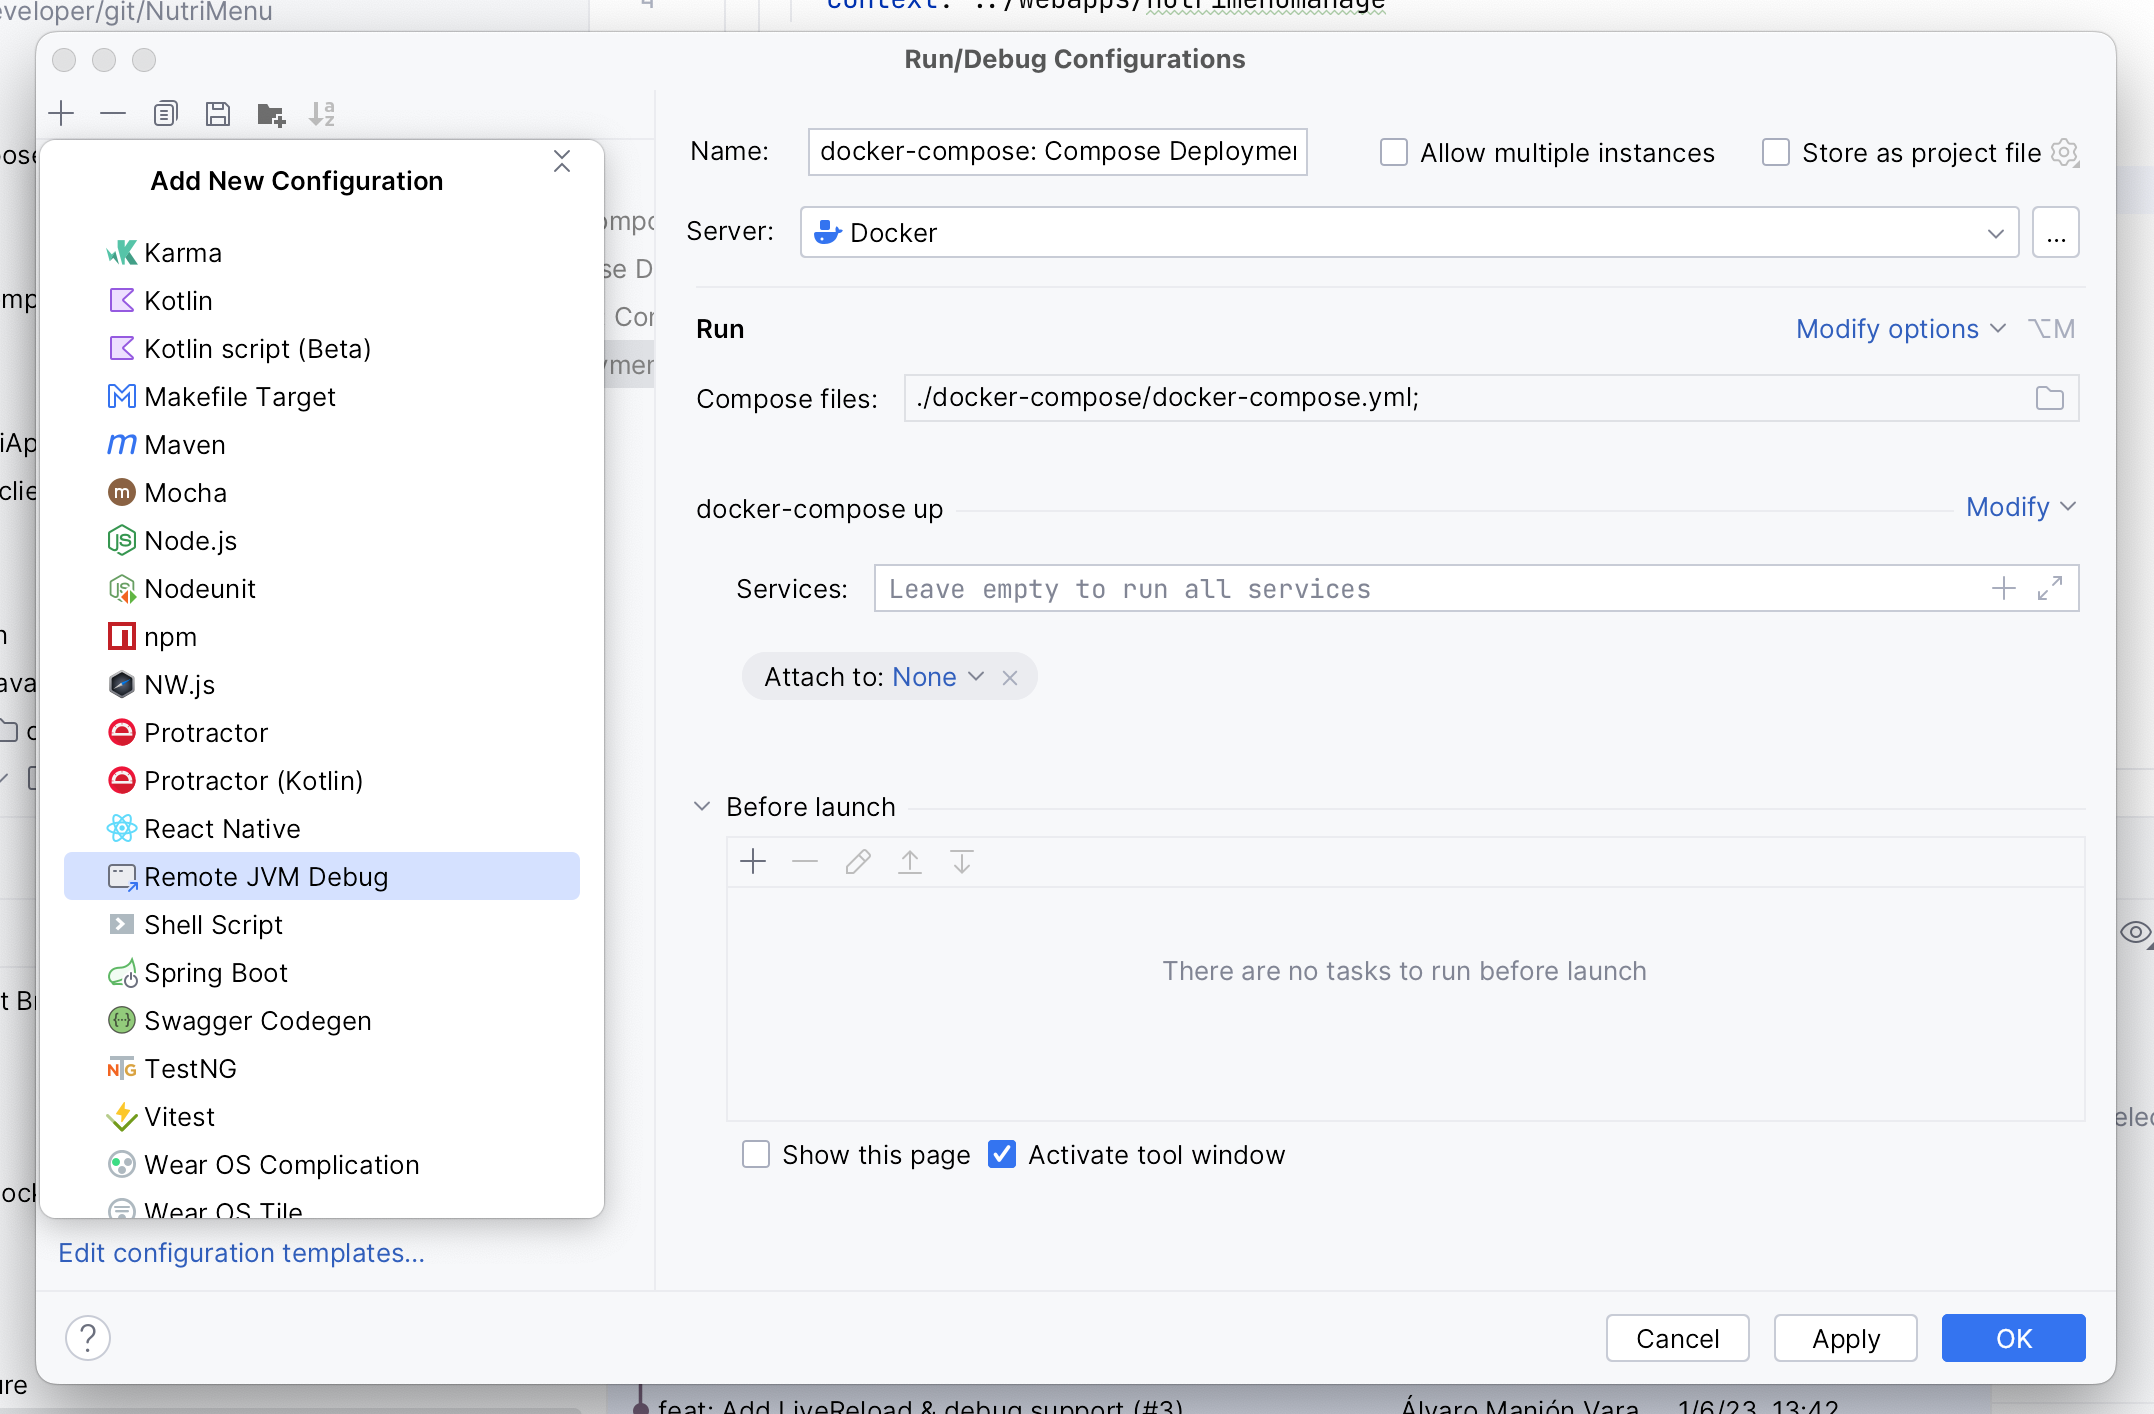 eveloper/git/NutriMenu
4
context: ../webapps/nutrimenumanage
Run/Debug Configurations
Add New Configuration
Karma
Kotlin
Kotlin script (Beta)
Makefile Target
Maven
Mocha
Node.js
Nodeunit
npm
NW.js
Protractor
Protractor (Kotlin)
React Native
Remote JVM Debug
Shell Script
Spring Boot
Swagger Codegen
TestNG
Vitest
Wear OS Complication
Wear OS Tile
Edit configuration templates...
Name: docker-compose: Compose Deploymen
Allow multiple instances
Store as project file
Server: Docker
...
Run
Modify options ⌥M
Compose files: ./docker-compose/docker-compose.yml;
docker-compose up
Modify
Services: Leave empty to run all services
Attach to: None
Before launch
There are no tasks to run before launch
Show this page
Activate tool window
?
Cancel
Apply
OK
feat: Add LiveReload & debug support (#3)
Álvaro Manjón Vara
1/6/23, 13:42